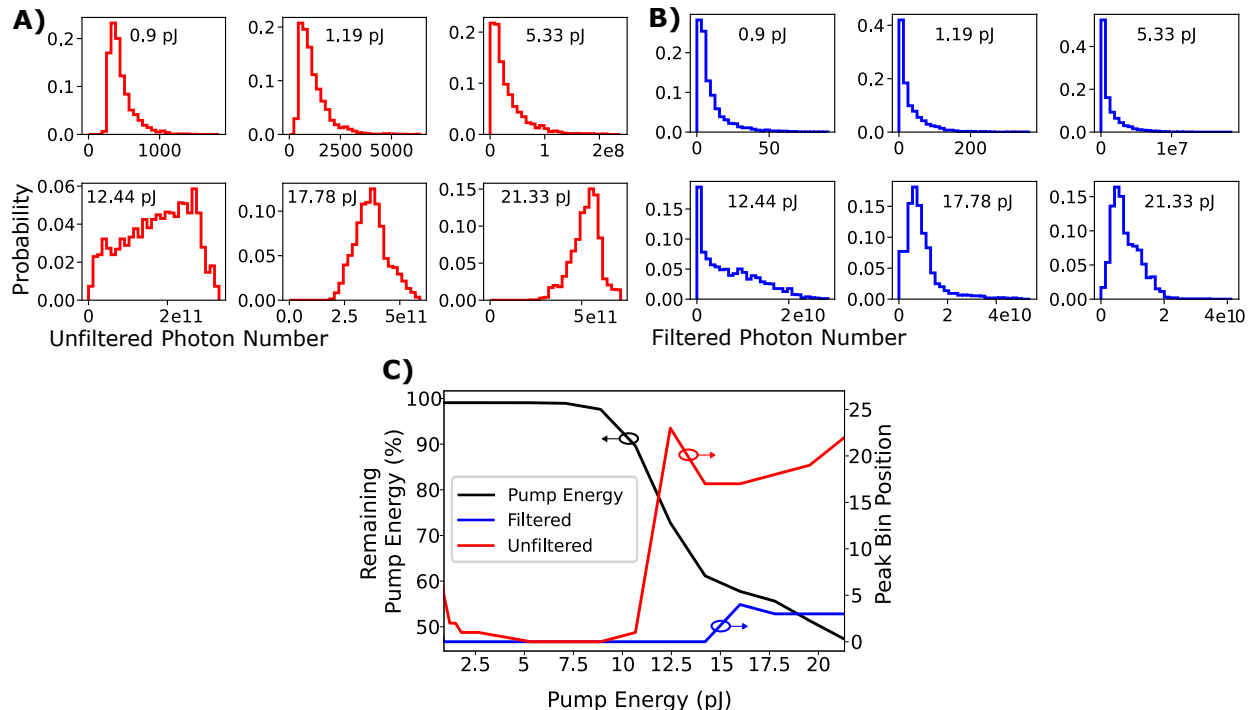 A)
B)
0.9 pJ
1.19 pJ
5.33 pJ
0.9 pJ
1.19 pJ
5.33 pJ
0.2
0.1
0.0
0
1000
0.2
0.1
0.0
0
2500
5000
0.2
0.1
0.0
0
1
2e8
0.2
0.1
0.0
0
50
0.4
0.2
0.0
0
200
0.4
0.2
0.0
0
1e7
Probability
12.44 pJ
17.78 pJ
21.33 pJ
12.44 pJ
17.78 pJ
21.33 pJ
0.06
0.04
0.02
0.00
0
2e11
0.10
0.05
0.00
0.0
2.5
5e11
0.15
0.10
0.05
0.00
0
5e11
0.15
0.10
0.05
0.00
0
2e10
0.15
0.10
0.05
0.00
0
2
4e10
0.15
0.10
0.05
0.00
0
2
4e10
Unfiltered Photon Number
Filtered Photon Number
C)
Remaining
Pump Energy (%)
100
90
80
70
60
50
Pump Energy
Filtered
Unfiltered
25
20
15
10
5
0
Peak Bin Position
2.5
5
7.5
10
12.5
15
17.5
20
Pump Energy (pJ)